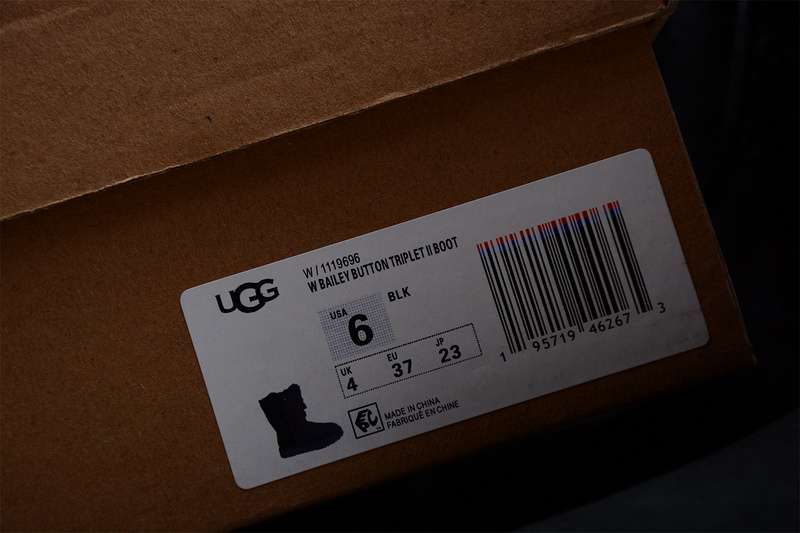 UGG
W / 1119696
W BAILEY BUTTON TRIPLET II BOOT
USA
6
BLK
UK
4
EU
37
JP
23
MADE IN CHINA
FABRIQUÉ EN CHINE
1 95719 46267 3